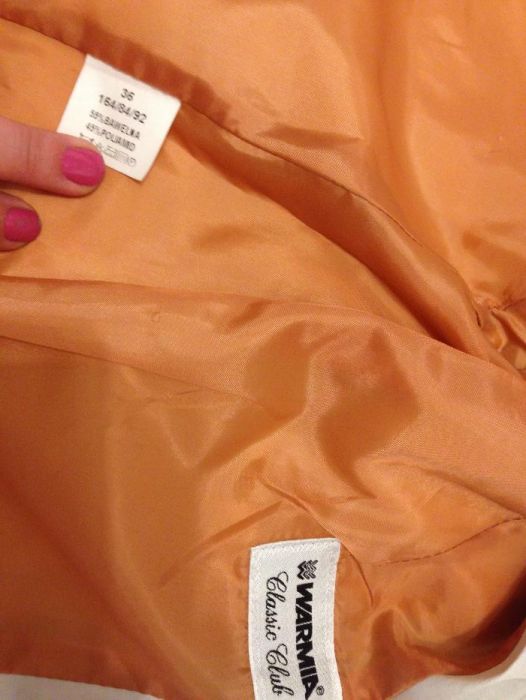 36
164/84/92
55%BAWEŁNA
45%POLIAMID
WARMIA®
Classic Club